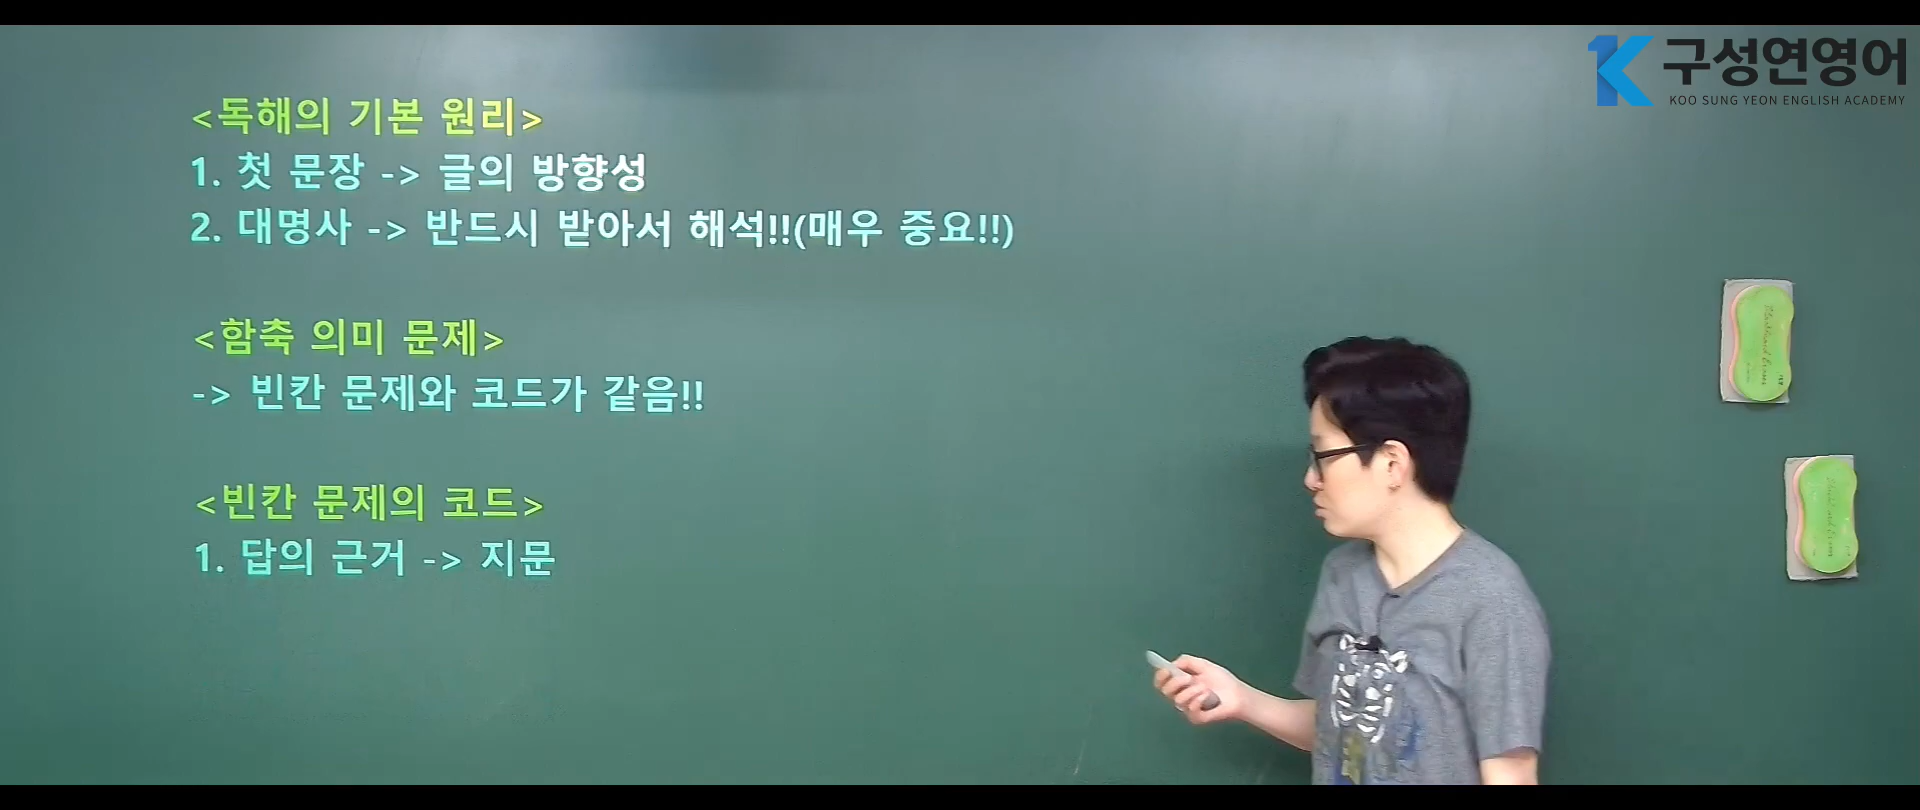 구성연영어
KOO SUNG YEON ENGLISH ACADEMY
<독해의 기본 원리>
1. 첫 문장 -> 글의 방향성
2. 대명사 -> 반드시 받아서 해석!!(매우 중요!!)
<함축 의미 문제>
-> 빈칸 문제와 코드가 같음!!
<빈칸 문제의 코드>
1. 답의 근거 -> 지문